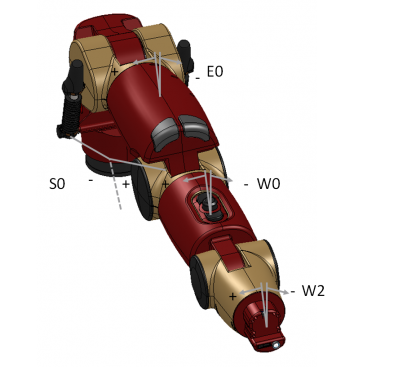 + - E0
S0 - + + - W0
+ - W2